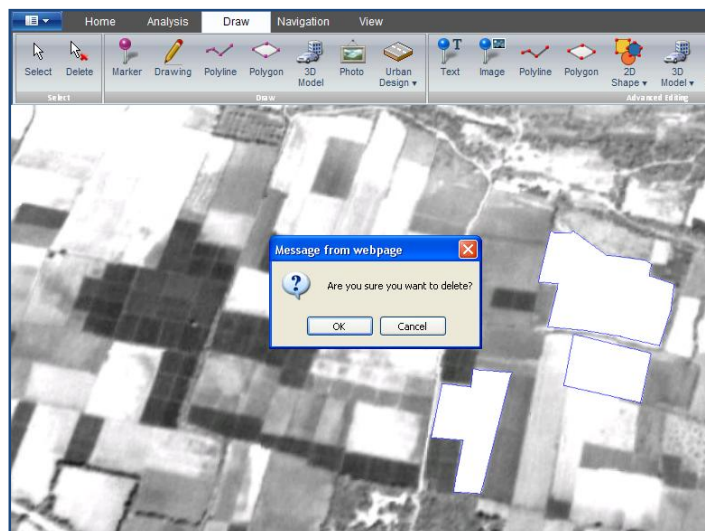 Home Analysis Draw Navigation View
Select Delete Marker Drawing Polyline Polygon 3D Model Photo Urban Design Text Image Polyline Polygon 2D Shape 3D Model
Select Draw Advanced Editing
Message from webpage
Are you sure you want to delete?
OK Cancel